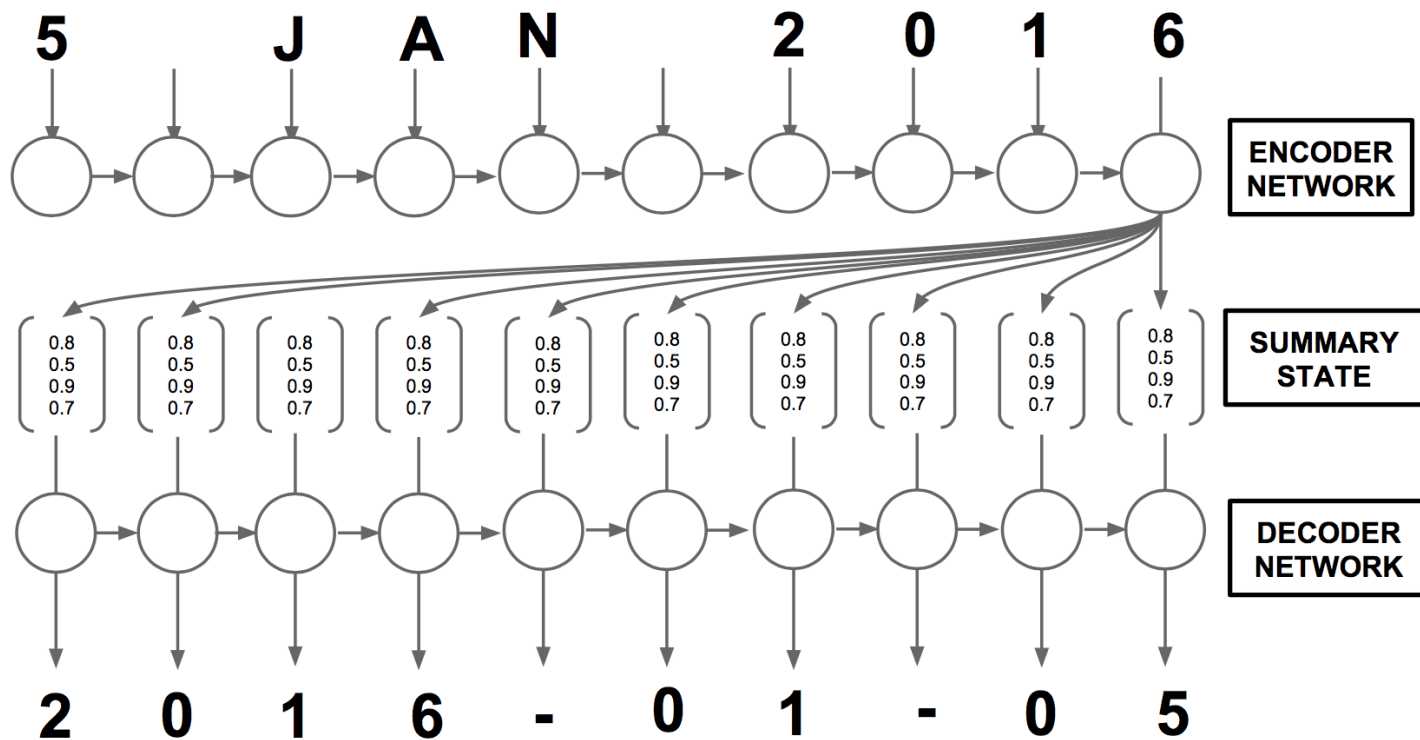 5 J A N 2 0 1 6
ENCODER
NETWORK
0.8 0.8 0.8 0.8 0.8 0.8 0.8 0.8 0.8 0.8
0.5 0.5 0.5 0.5 0.5 0.5 0.5 0.5 0.5 0.5
0.9 0.9 0.9 0.9 0.9 0.9 0.9 0.9 0.9 0.9
0.7 0.7 0.7 0.7 0.7 0.7 0.7 0.7 0.7 0.7
SUMMARY
STATE
DECODER
NETWORK
2 0 1 6 - 0 1 - 0 5